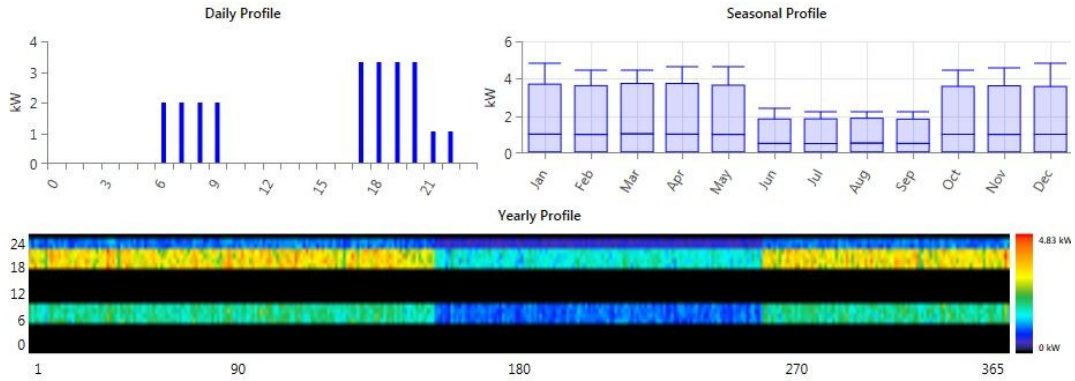 Daily Profile
Seasonal Profile
4
3
2
1
0
kW
0
3
6
9
12
15
18
21
6
4
2
0
kW
Jan
Feb
Mar
Apr
May
Jun
Jul
Aug
Sep
Oct
Nov
Dec
Yearly Profile
24
18
12
6
0
4.83 kW
0 kW
1
90
180
270
365